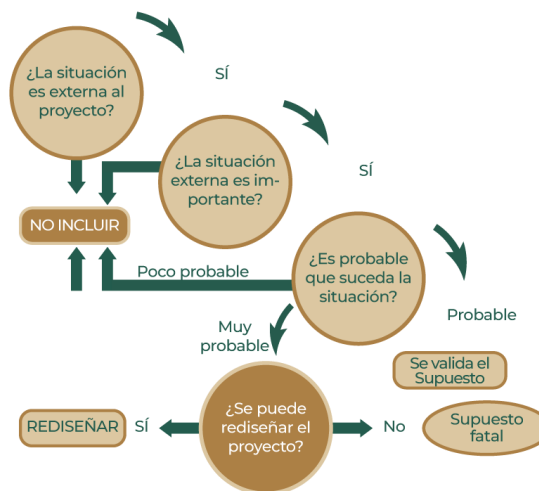 ¿La situación
es externa al
proyecto?
SÍ
¿La situación
externa es im-
portante?
SÍ
NO INCLUIR
¿Es probable
que suceda la
situación?
Poco probable
Probable
Muy
probable
Se valida el
Supuesto
¿Se puede
rediseñar el
proyecto?
REDISEÑAR
SÍ
No
Supuesto
fatal